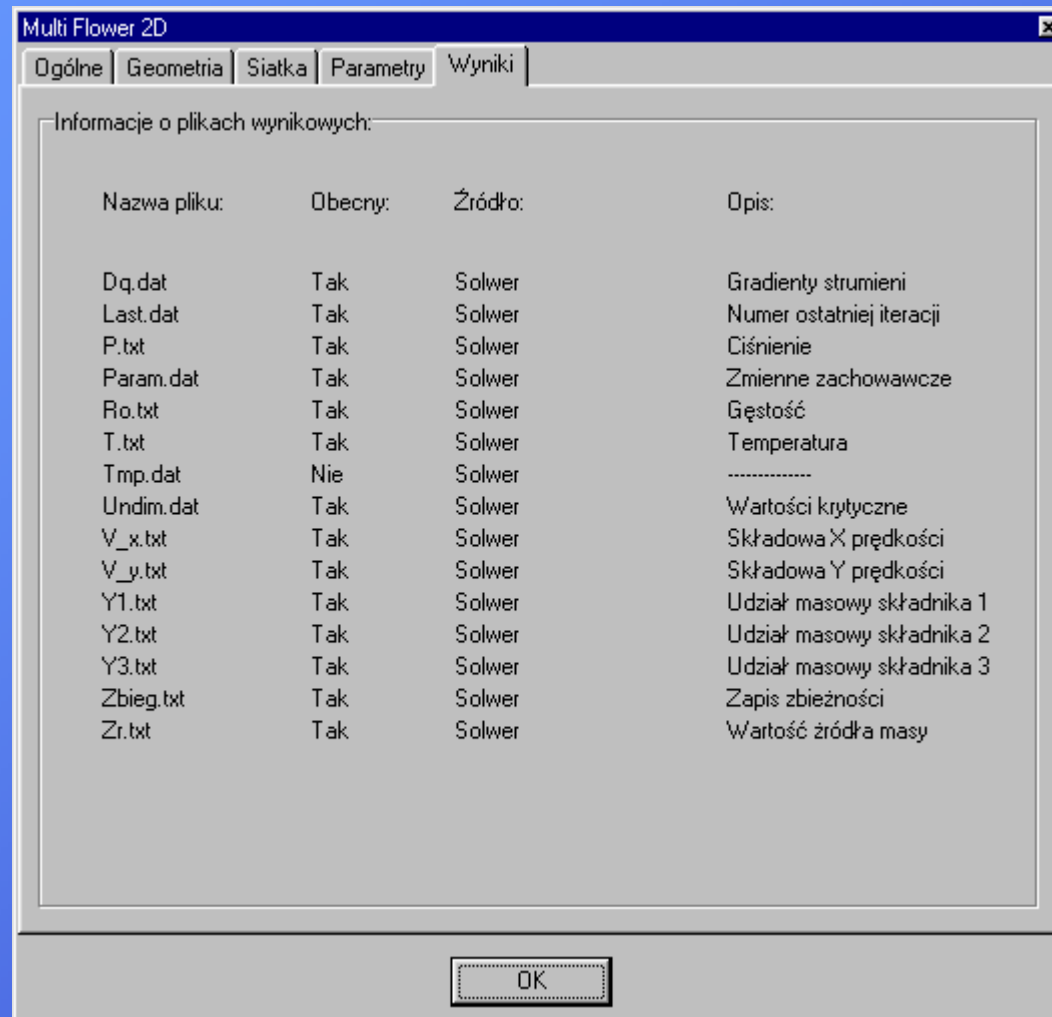 Multi Flower 2D
Ogólne Geometria Siatka Parametry Wyniki
Informacje o plikach wynikowych:
Nazwa pliku: Obecny: Źródło: Opis:
Dq.dat Tak Solwer Gradienty strumieni
Last.dat Tak Solwer Numer ostatniej iteracji
P.txt Tak Solwer Ciśnienie
Param.dat Tak Solwer Zmienne zachowawcze
Ro.txt Tak Solwer Gęstość
T.txt Tak Solwer Temperatura
Tmp.dat Nie Solwer --------------
Undim.dat Tak Solwer Wartości krytyczne
V_x.txt Tak Solwer Składowa X prędkości
V_y.txt Tak Solwer Składowa Y prędkości
Y1.txt Tak Solwer Udział masowy składnika 1
Y2.txt Tak Solwer Udział masowy składnika 2
Y3.txt Tak Solwer Udział masowy składnika 3
Zbieg.txt Tak Solwer Zapis zbieżności
Zr.txt Tak Solwer Wartość źródła masy
OK